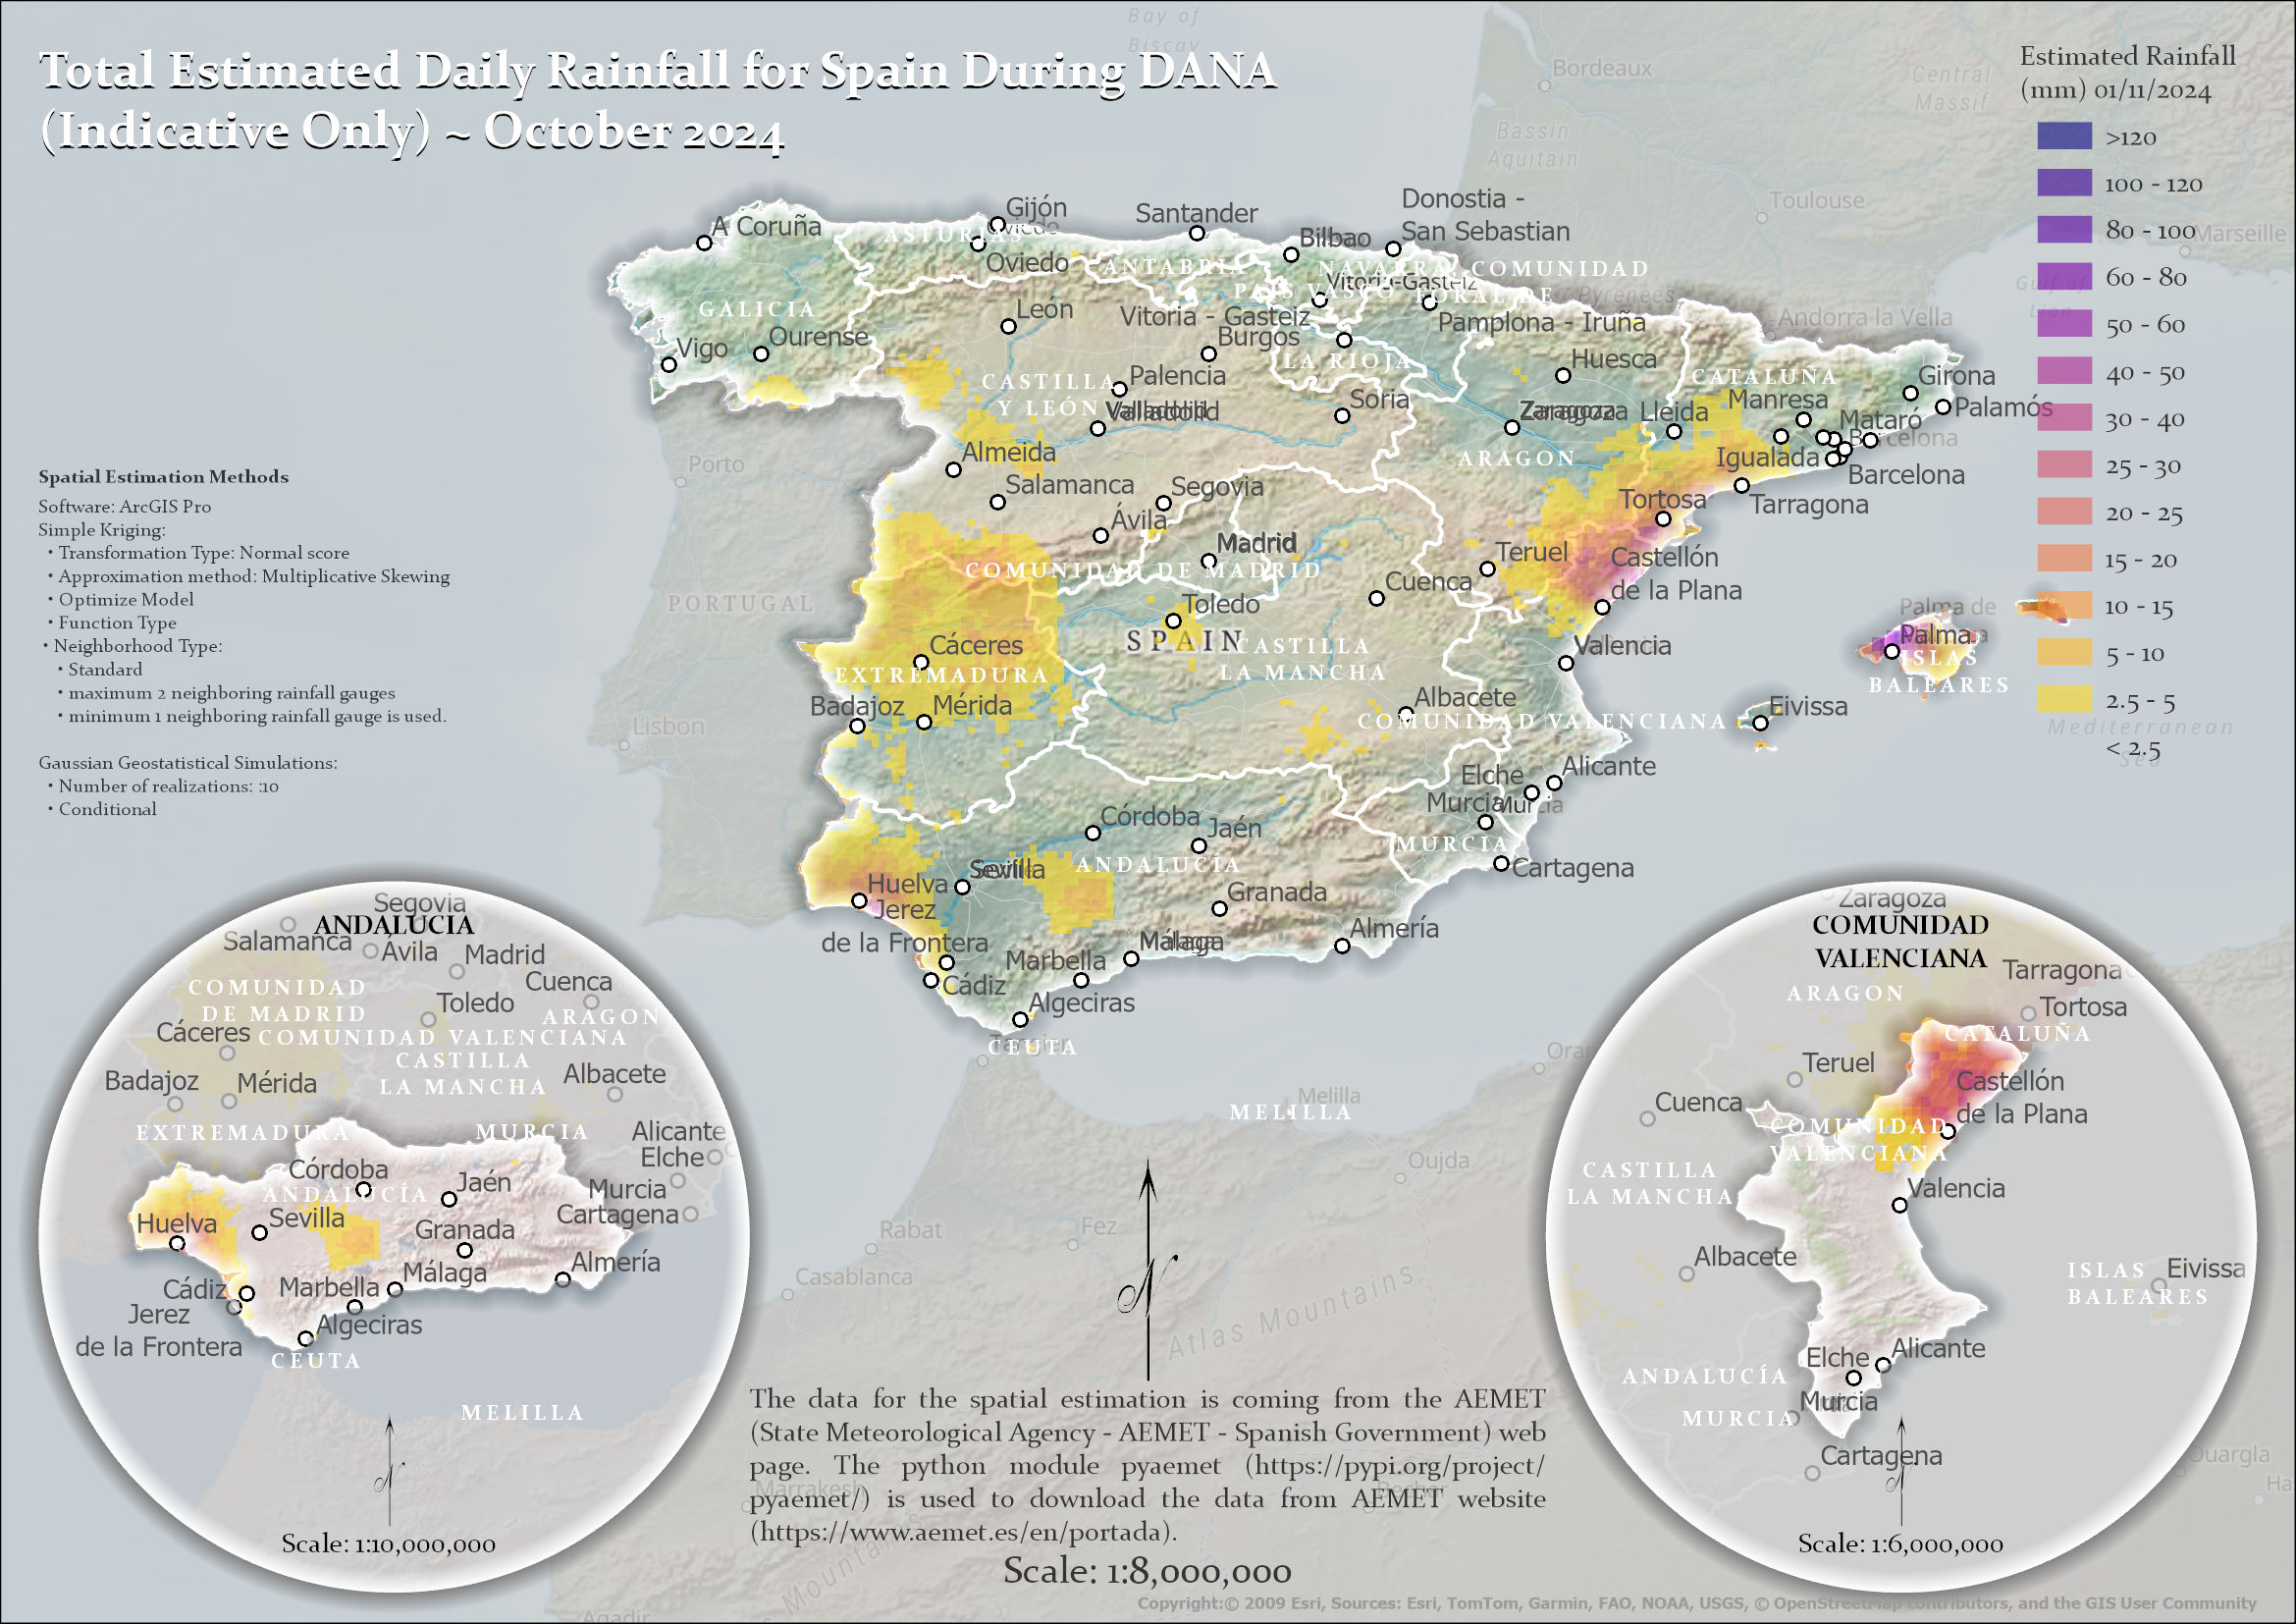 Total Estimated Daily Rainfall for Spain During DANA
(Indicative Only) ~ October 2024
Estimated Rainfall
(mm) 01/11/2024
>120
100 - 120
80 - 100
60 - 80
50 - 60
40 - 50
30 - 40
25 - 30
20 - 25
15 - 20
10 - 15
5 - 10
2.5 - 5
< 2.5
Spatial Estimation Methods
Software: ArcGIS Pro
Simple Kriging:
• Transformation Type: Normal score
• Approximation method: Multiplicative Skewing
• Optimize Model
• Function Type
• Neighborhood Type:
• Standard
• maximum 2 neighboring rainfall gauges
• minimum 1 neighboring rainfall gauge is used.
Gaussian Geostatistical Simulations:
• Number of realizations: :10
• Conditional
Bay of
Biscay
Bordeaux
Central
Massif
Bassin
Aquitain
Toulouse
Marseille
Gulf of
Lion
Pyrenees
Andorra la Vella
A Coruña
Gijón
Oviedo
ASTURIAS
Oviedo
Santander
CANTABRIA
Bilbao
Donostia -
San Sebastian
NAVARRA, COMUNIDAD
FORAL DE
PAIS VASCO
Vitoria-Gasteiz
Vitoria - Gasteiz
Pamplona - Iruña
GALICIA
León
Burgos
Ourense
Vigo
LA RIOJA
Huesca
CATALUÑA
Girona
Palamós
CASTILLA
Y LEÓN
Palencia
Valladolid
Soria
Zaragoza
Lleida
Manresa
Mataró
Barcelona
Igualada
Barcelona
ARAGON
Almeida
Salamanca
Segovia
Ávila
Tortosa
Tarragona
Porto
PORTUGAL
Lisbon
Madrid
COMUNIDAD DE MADRID
Teruel
Castellón
de la Plana
Cuenca
Toledo
SPAIN
CASTILLA
LA MANCHA
Cáceres
EXTREMADURA
Badajoz
Mérida
Valencia
Albacete
COMUNIDAD VALENCIANA
Palma de
Palma
ISLAS
BALEARES
Eivissa
Mediterranean
Sea
Elche
Alicante
Murcia
Murcia
MURCIA
Cartagena
Córdoba
Jaén
ANDALUCÍA
Sevilla
Huelva
Jerez
de la Frontera
Granada
Almería
Málaga
Marbella
Cádiz
Algeciras
CEUTA
Melilla
MELILLA
Oran
Oujda
Rabat
Fez
Casablanca
Atlas Mountains
Marrakesh
Bechar
Agadir
Ouargla
ANDALUCIA
Segovia
Salamanca
Ávila
Madrid
Cuenca
COMUNIDAD
DE MADRID
Toledo
ARAGON
Cáceres
COMUNIDAD VALENCIANA
CASTILLA
LA MANCHA
Badajoz
Mérida
Albacete
EXTREMADURA
MURCIA
Alicante
Elche
Córdoba
Jaén
ANDALUCÍA
Murcia
Cartagena
Huelva
Sevilla
Granada
Almería
Cádiz
Marbella
Málaga
Jerez
de la Frontera
Algeciras
CEUTA
MELILLA
Scale: 1:10,000,000
N
The data for the spatial estimation is coming from the AEMET
(State Meteorological Agency - AEMET - Spanish Government) web
page. The python module pyaemet (https://pypi.org/project/
pyaemet/) is used to download the data from AEMET website
(https://www.aemet.es/en/portada).
Scale: 1:8,000,000
Zaragoza
COMUNIDAD
VALENCIANA
Tarragona
ARAGON
Tortosa
CATALUÑA
Teruel
Castellón
de la Plana
Cuenca
COMUNIDAD
VALENCIANA
CASTILLA
LA MANCHA
Valencia
Albacete
ISLAS
BALEARES
Eivissa
Elche
Alicante
ANDALUCÍA
Murcia
MURCIA
Cartagena
Scale: 1:6,000,000
Copyright:© 2009 Esri, Sources: Esri, TomTom, Garmin, FAO, NOAA, USGS, © OpenStreetMap contributors, and the GIS User Community